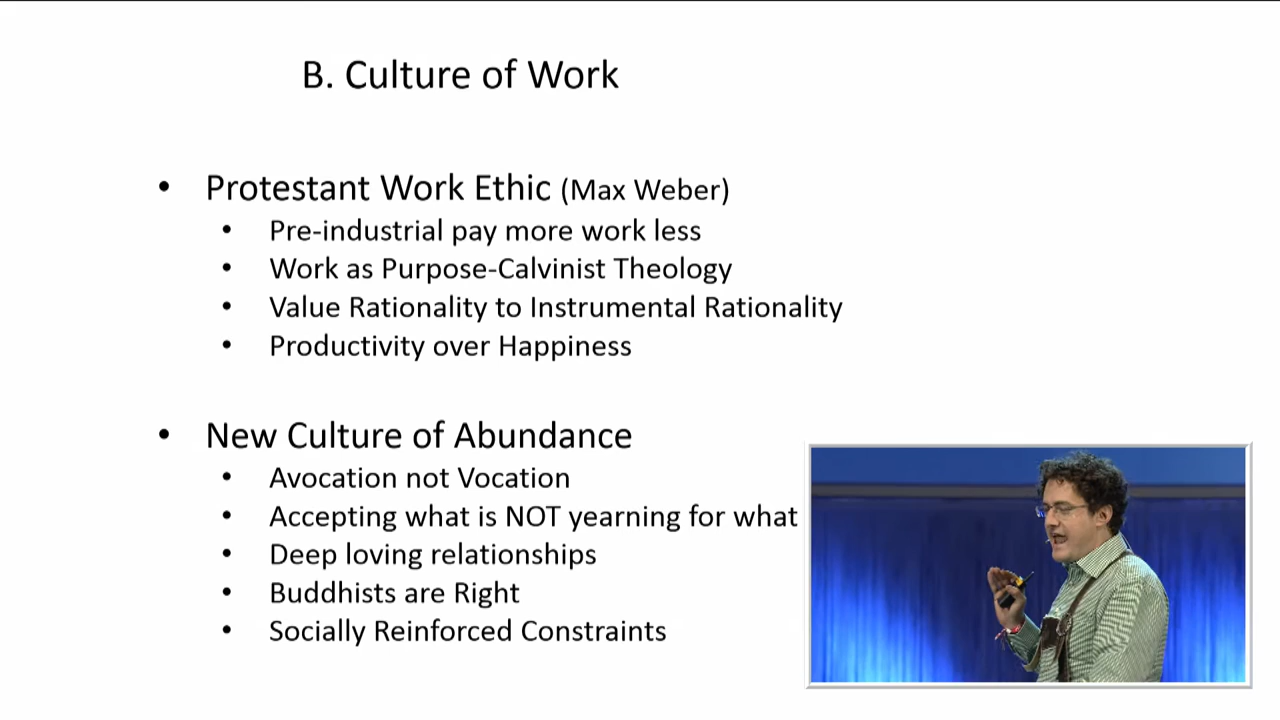 B. Culture of Work
• Protestant Work Ethic (Max Weber)
• Pre-industrial pay more work less
• Work as Purpose-Calvinist Theology
• Value Rationality to Instrumental Rationality
• Productivity over Happiness
• New Culture of Abundance
• Avocation not Vocation
• Accepting what is NOT yearning for what
• Deep loving relationships
• Buddhists are Right
• Socially Reinforced Constraints